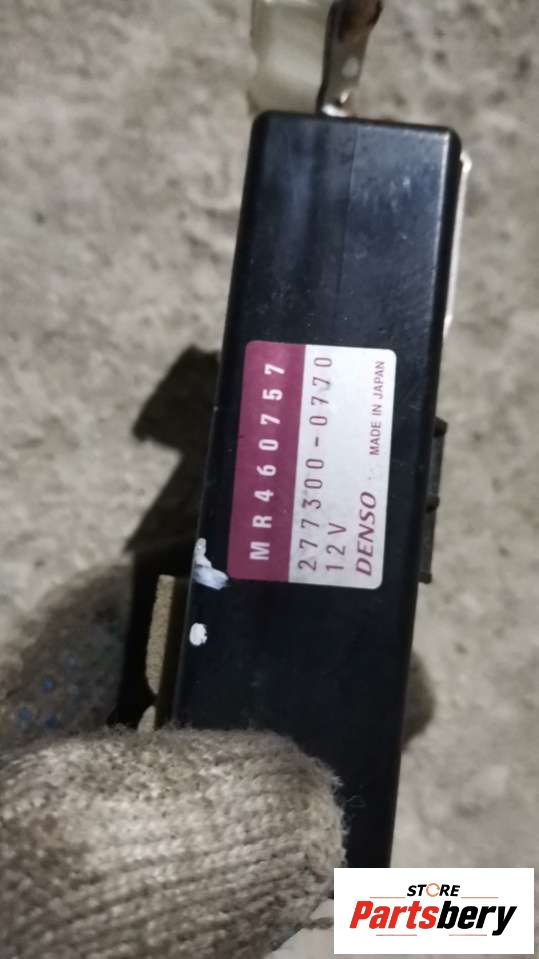 MR460757
277300-0770
12V
DENSO MADE IN JAPAN
STORE
Partsbery